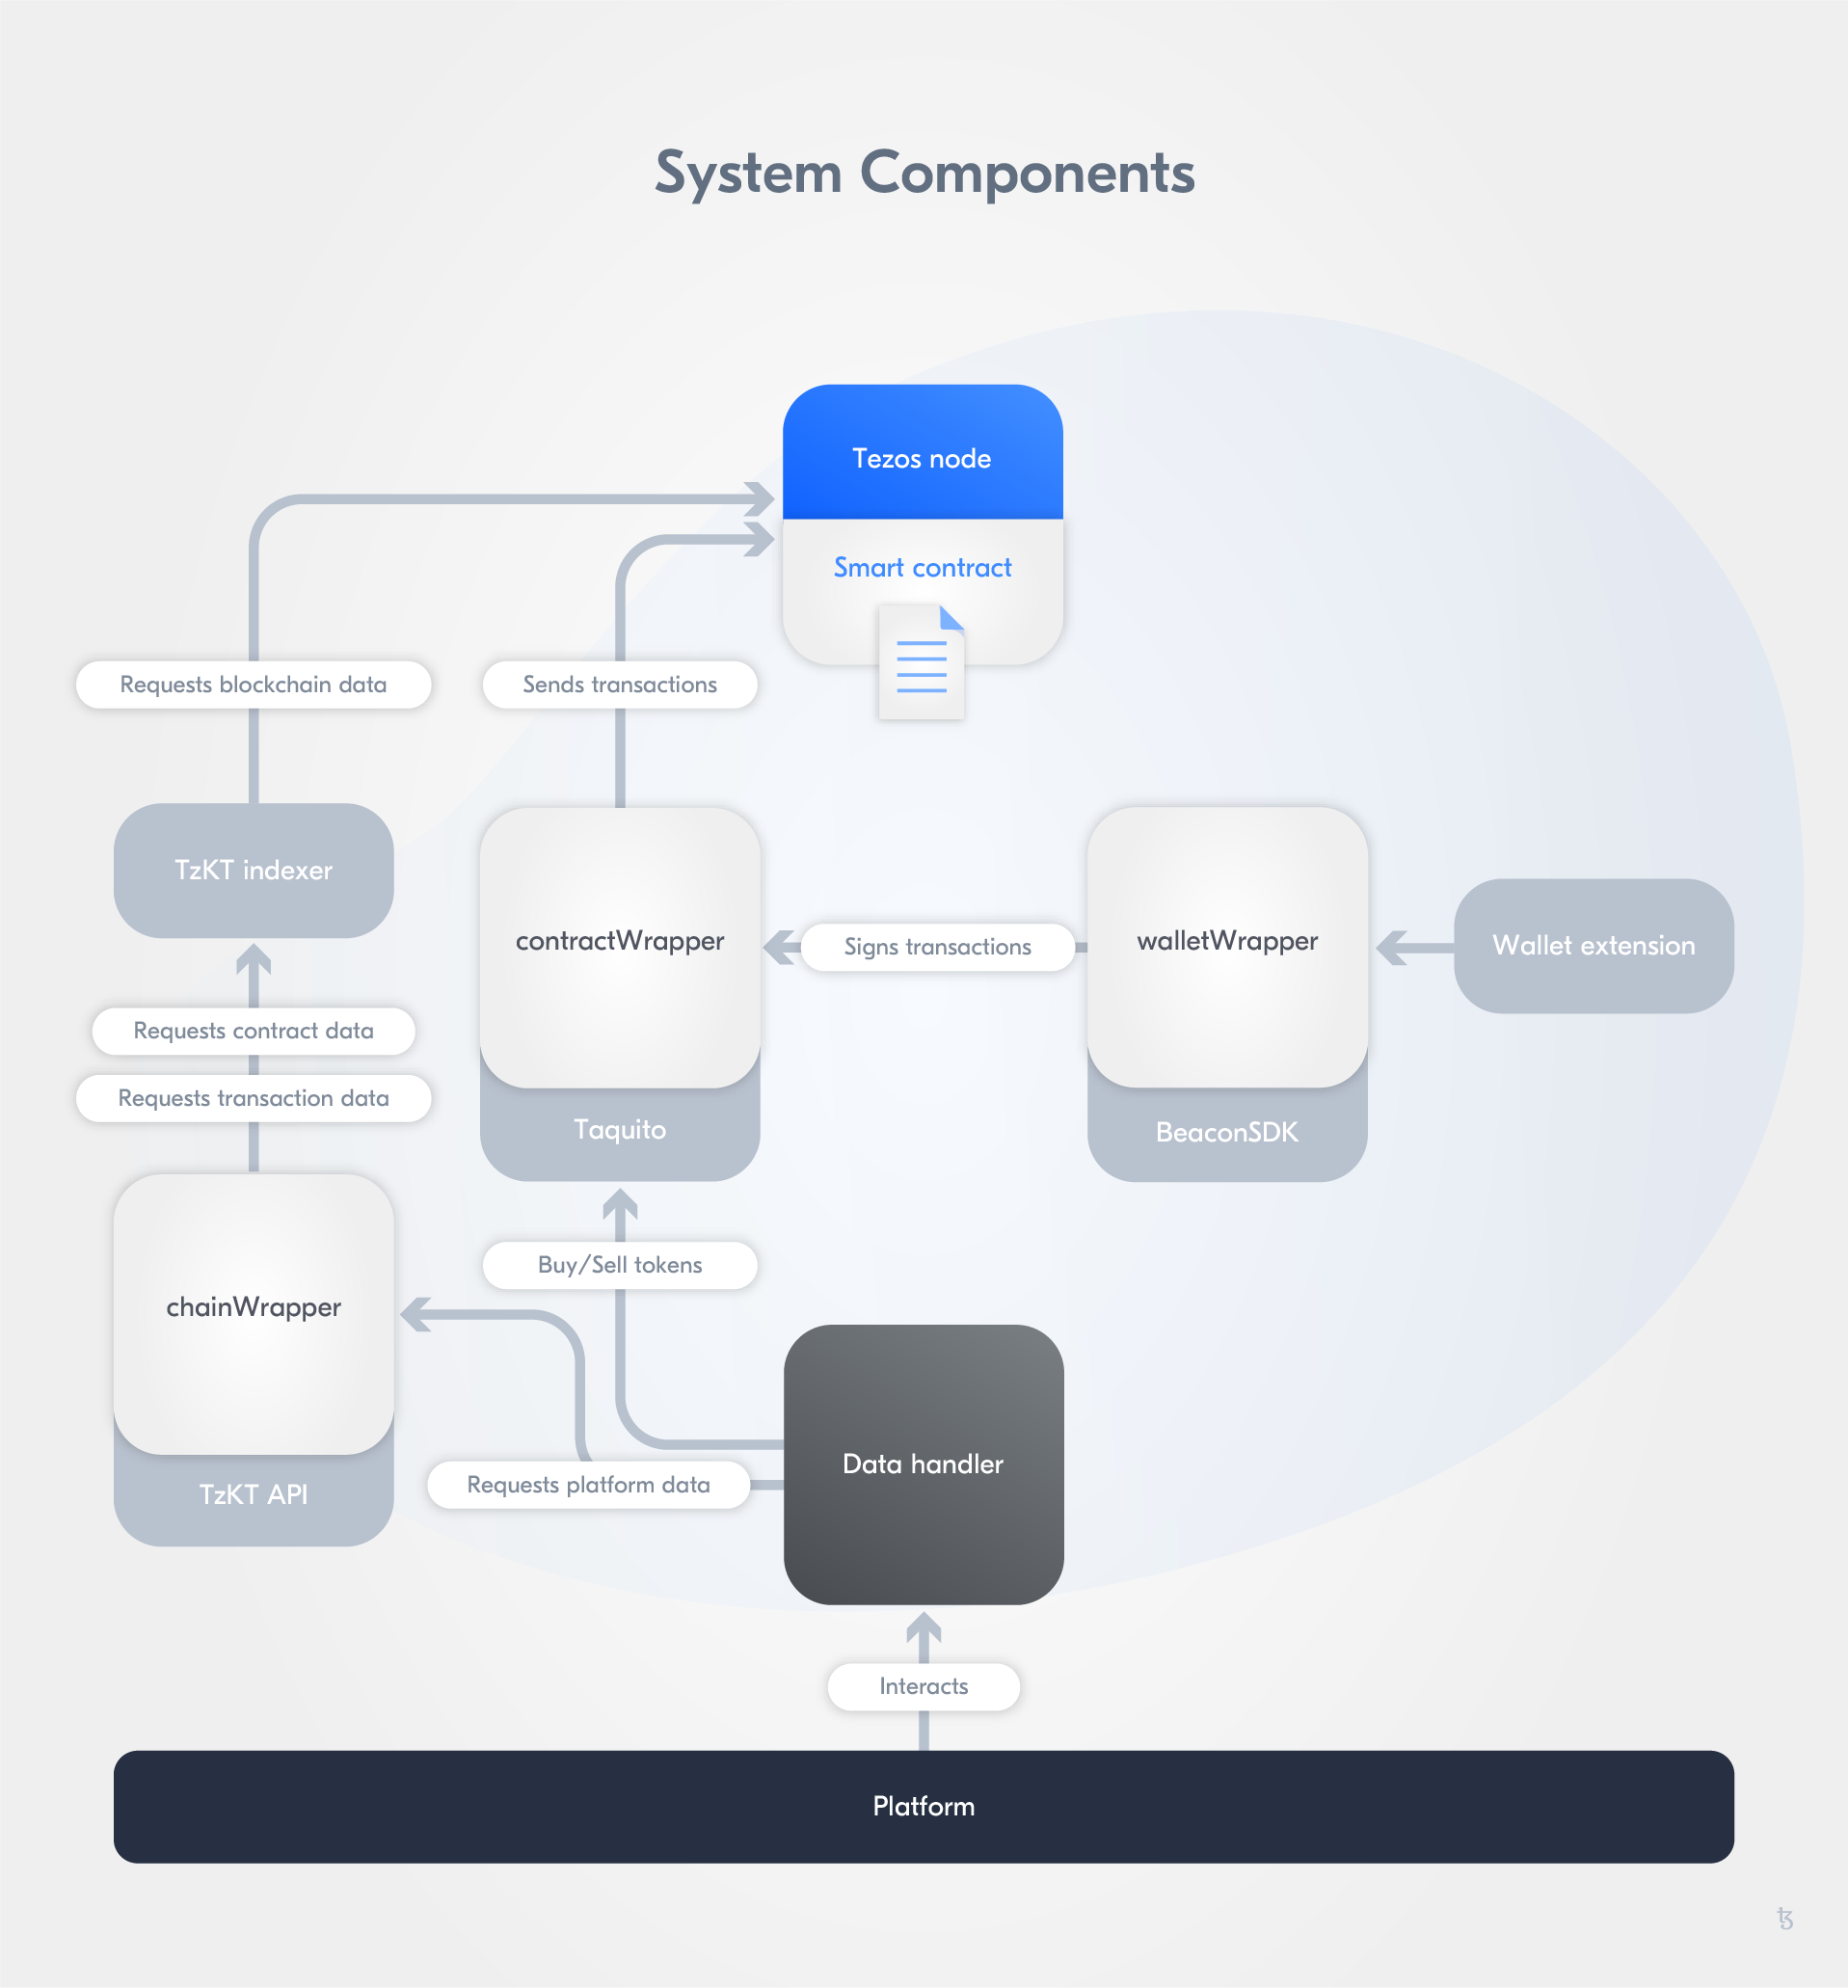 System Components
Tezos node
Smart contract
Requests blockchain data
Sends transactions
TzKT indexer
contractWrapper
Signs transactions
walletWrapper
Wallet extension
Requests contract data
Requests transaction data
Taquito
BeaconSDK
Buy/Sell tokens
chainWrapper
Data handler
Requests platform data
TzKT API
Interacts
Platform